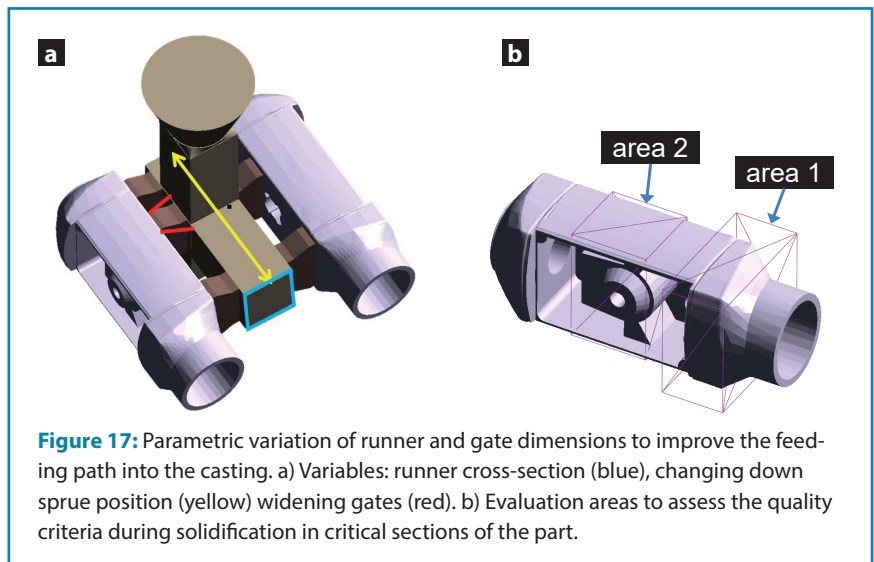 a
b
area 2
area 1
Figure 17: Parametric variation of runner and gate dimensions to improve the feed-
ing path into the casting. a) Variables: runner cross-section (blue), changing down
sprue position (yellow) widening gates (red). b) Evaluation areas to assess the quality
criteria during solidification in critical sections of the part.